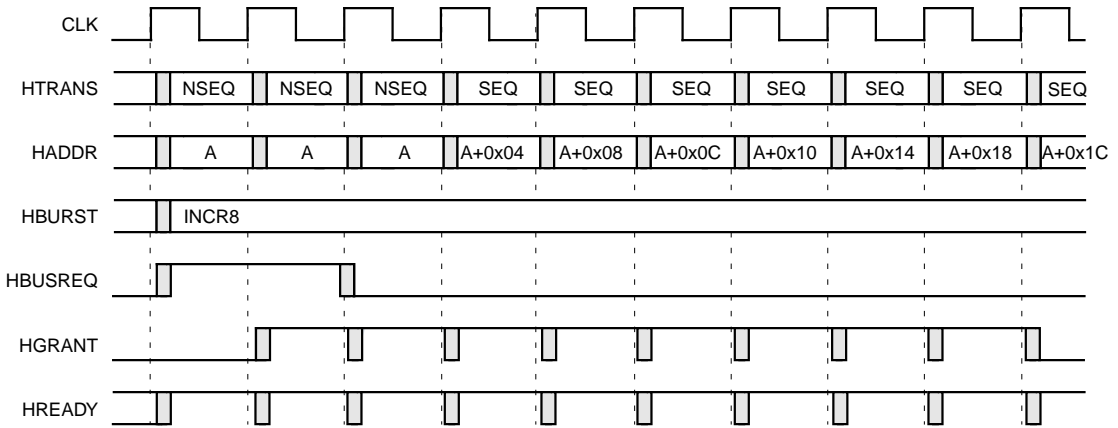 CLK
HTRANS NSEQ NSEQ NSEQ SEQ SEQ SEQ SEQ SEQ SEQ SEQ
HADDR A A A A+0x04 A+0x08 A+0x0C A+0x10 A+0x14 A+0x18 A+0x1C
HBURST INCR8
HBUSREQ
HGRANT
HREADY